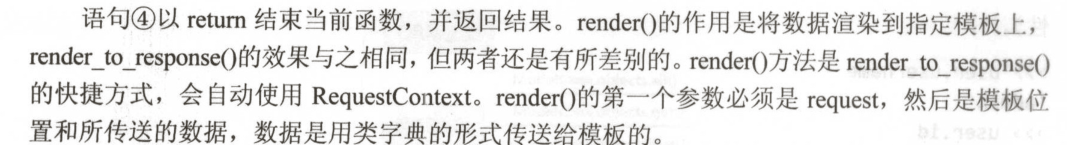 语句④以 return 结束当前函数，并返回结果。render()的作用是将数据渲染到指定模板上，
render_to_response()的效果与之相同，但两者还是有所差别的。render()方法是 render_to_response()
的快捷方式，会自动使用 RequestContext。render()的第一个参数必须是 request，然后是模板位
置和所传送的数据，数据是用类字典的形式传送给模板的。